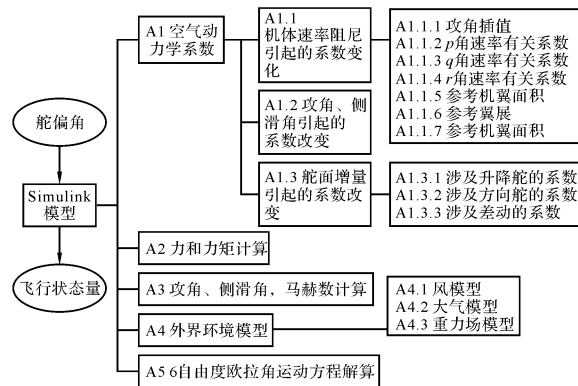 舵偏角
Simulink
模型
飞行状态量
A1 空气动
力学系数
A1.1
机体速率阻尼
引起的系数变
化
A1.1.1 攻角插值
A1.1.2 p角速率有关系数
A1.1.3 q角速率有关系数
A1.1.4 r角速率有关系数
A1.1.5 参考机翼面积
A1.1.6 参考翼展
A1.1.7 参考机翼面积
A1.2 攻角、侧
滑角引起的
系数改变
A1.3 舵面增量
引起的系数改
变
A1.3.1 涉及升降舵的系数
A1.3.2 涉及方向舵的系数
A1.3.3 涉及差动的系数
A2 力和力矩计算
A3 攻角、侧滑角，马赫数计算
A4 外界环境模型
A4.1 风模型
A4.2 大气模型
A4.3 重力场模型
A5 6自由度欧拉角运动方程解算